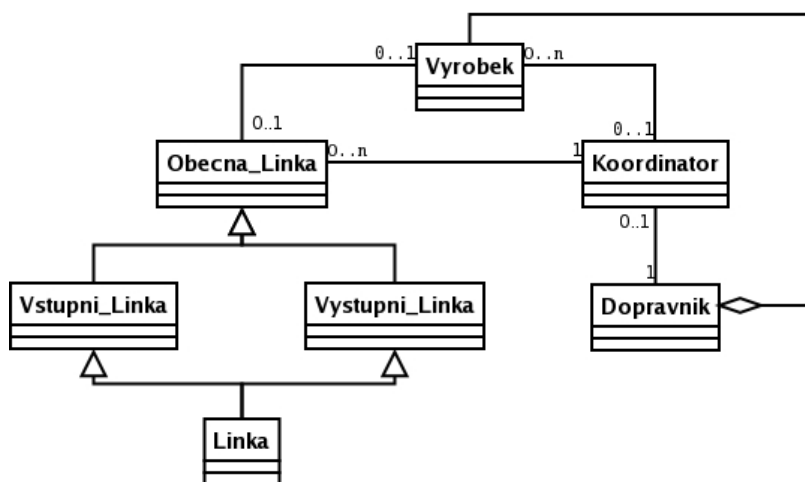 0..1
Vyrobek
0..n
0..1
0..1
Obecna_Linka
0..n
1
Koordinator
0..1
Vstupni_Linka
Vystupni_Linka
1
Dopravnik
Linka